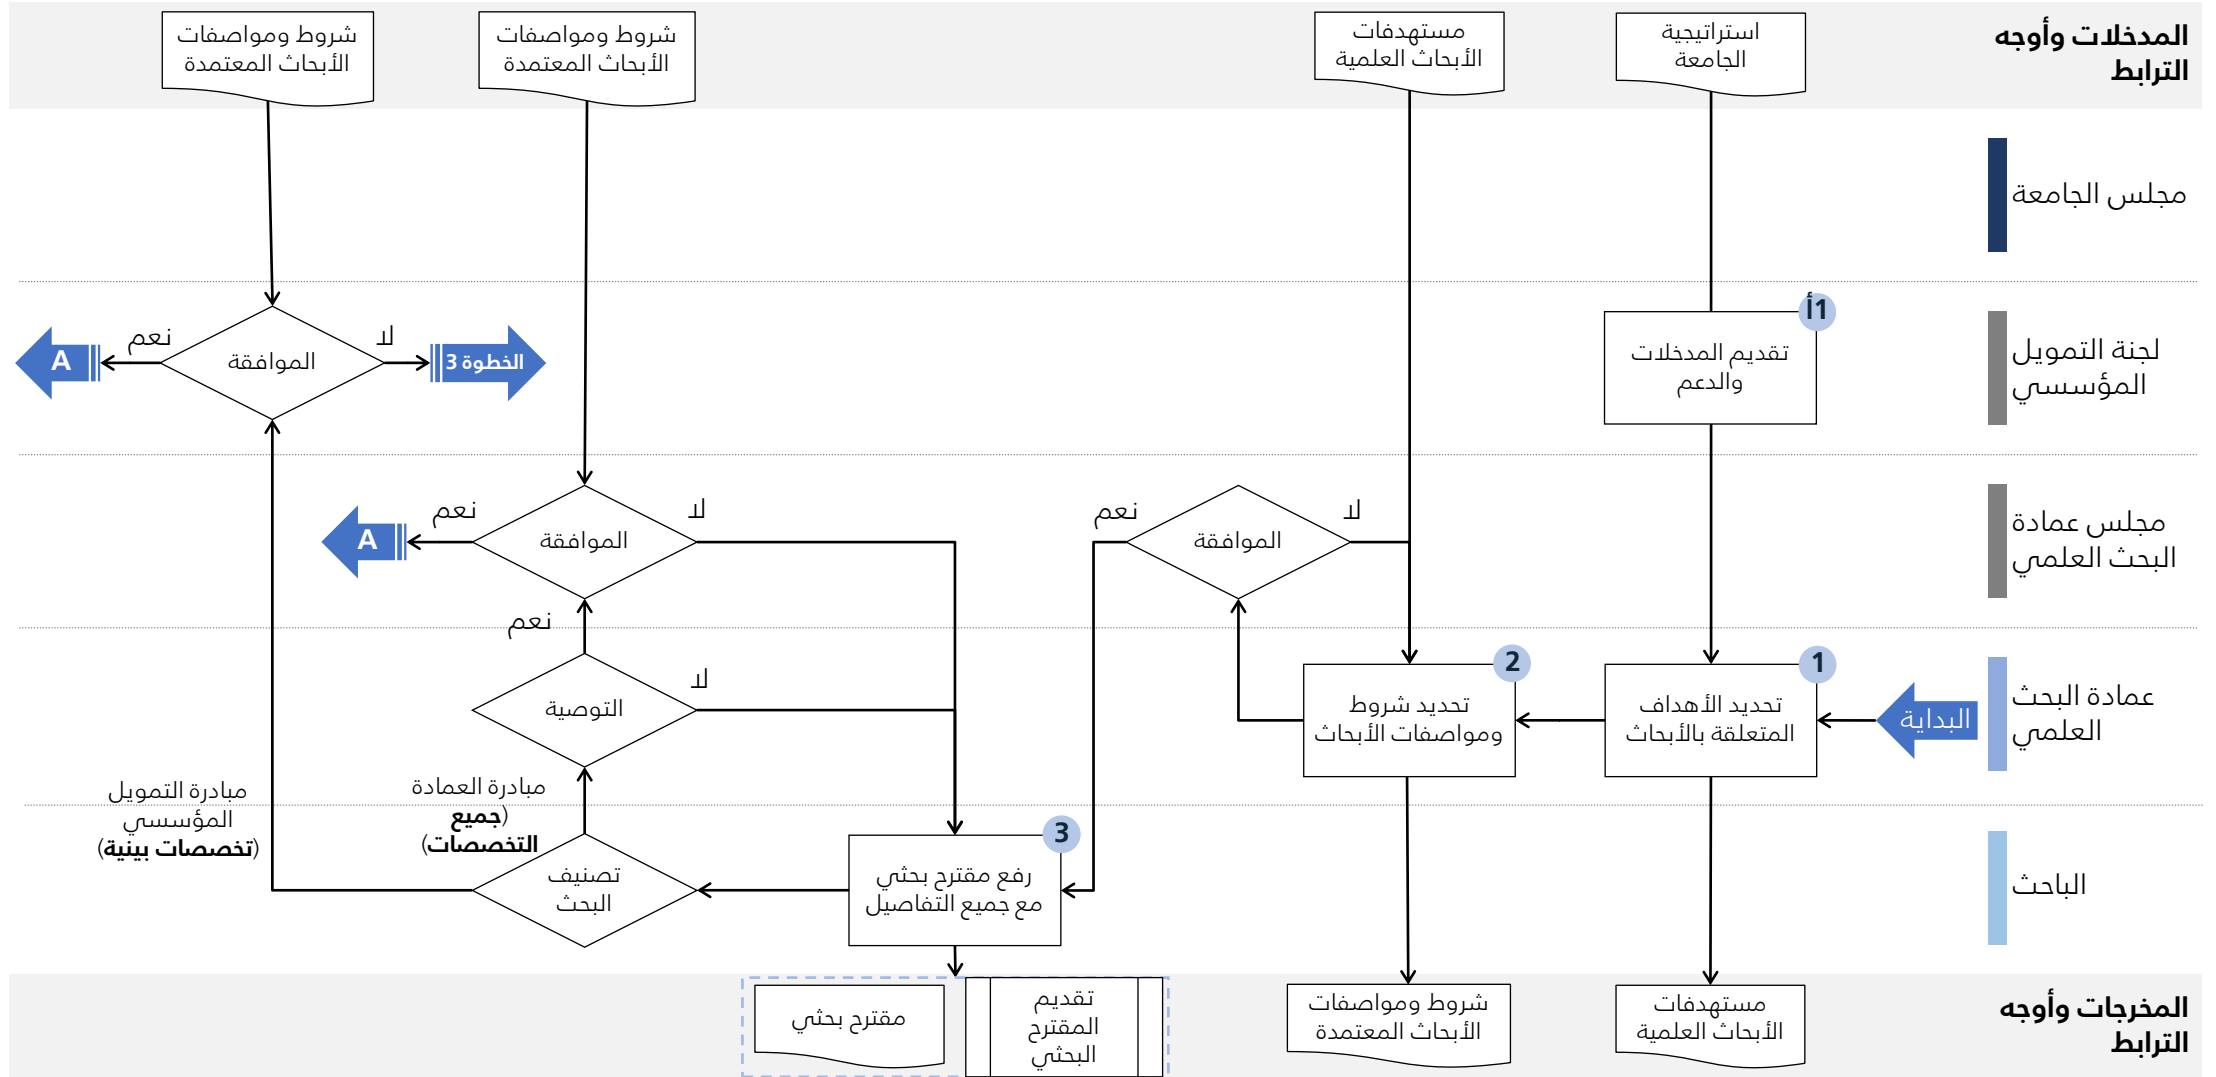 المدخلات وأوجه
الترابط
استراتيجية
الجامعة
مستهدفات
الأبحاث العلمية
شروط ومواصفات
الأبحاث المعتمدة
شروط ومواصفات
الأبحاث المعتمدة
مجلس الجامعة
لجنة التمويل
المؤسسي
1أ
تقديم المدخلات
والدعم
الخطوة 3
لا
الموافقة
نعم
A
مجلس عمادة
البحث العلمي
لا
الموافقة
نعم
لا
الموافقة
نعم
A
عمادة البحث
العلمي
البداية
1
تحديد الأهداف
المتعلقة بالأبحاث
2
تحديد شروط
ومواصفات الأبحاث
نعم
لا
التوصية
مبادرة العمادة
(جميع
التخصصات)
مبادرة التمويل
المؤسسي
(تخصصات بينية)
الباحث
3
رفع مقترح بحثي
مع جميع التفاصيل
تصنيف
البحث
المخرجات وأوجه
الترابط
مستهدفات
الأبحاث العلمية
شروط ومواصفات
الأبحاث المعتمدة
تقديم
المقترح
البحثي
مقترح بحثي